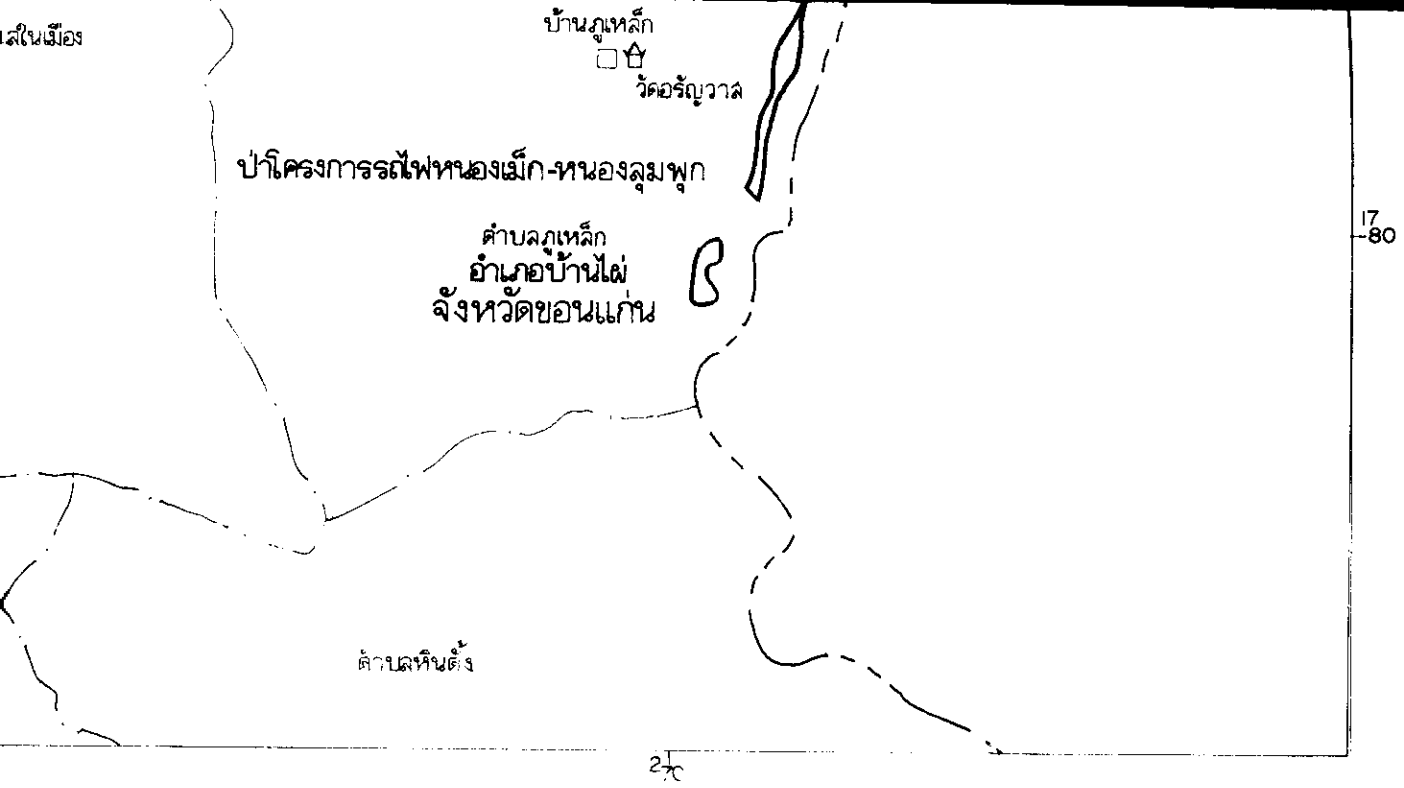 ในเมือง
บ้านภูเหล็ก
วัดอรัญวาส
ป่าโครงการรถไฟหนองเม็ก-หนองลุมพุก
ตำบลภูเหล็ก
อำเภอบ้านไผ่
จังหวัดขอนแก่น
17
80
ตำบลหินตั้ง